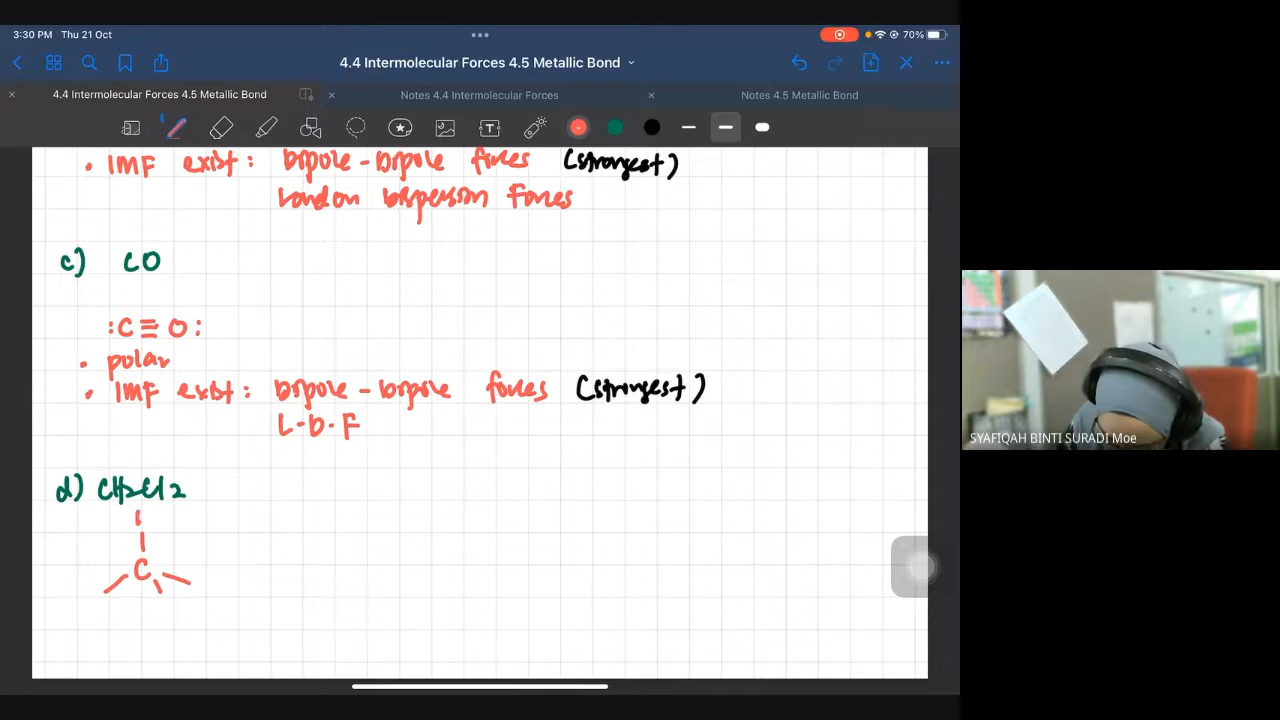 3:30 PM Thu 21 Oct
70%
4.4 Intermolecular Forces 4.5 Metallic Bond
4.4 Intermolecular Forces 4.5 Metallic Bond
Notes 4.4 Intermolecular Forces
Notes 4.5 Metallic Bond
• IMF exist : Dipole - Dipole forces (strongest)
London Dispersion Forces
c) CO
:C≡O:
• polar
• IMF exist : Dipole - Dipole forces (strongest)
L.D.F
d) CH2Cl2
C
SYAFIQAH BINTI SURADI Moe